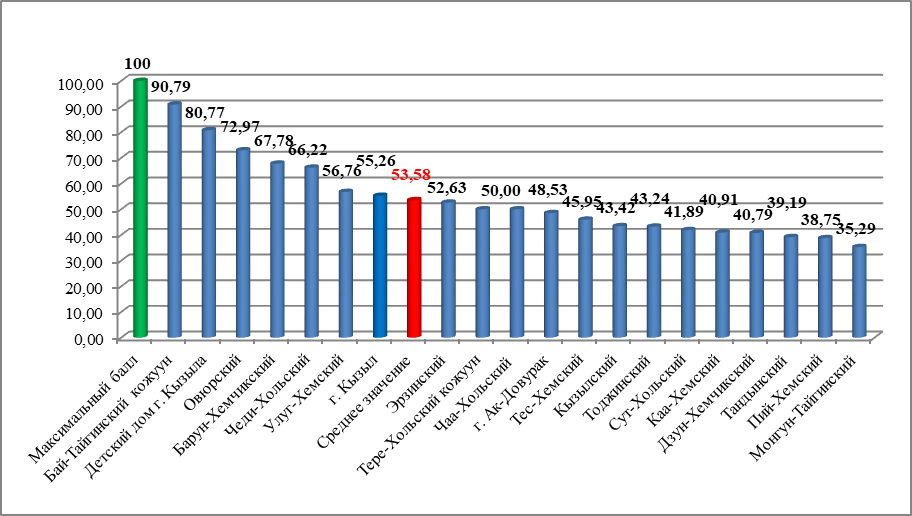 100
90,79
80,77
72,97
67,78
66,22
56,76
55,26
53,58
52,63
50,00
48,53
45,95
43,42
43,24
41,89
40,91
40,79
39,19
38,75
35,29
100,00
90,00
80,00
70,00
60,00
50,00
40,00
30,00
20,00
10,00
0,00
Максимальный балл
Бай-Тайгинский кожуун
Детский дом г. Кызыла
Овюрский
Барун-Хемчикский
Чеди-Хольский
Улуг-Хемский
г. Кызыл
Среднее значение
Эрзинский
Тере-Хольский кожуун
Чаа-Хольский
г. Ак-Довурак
Тес-Хемский
Кызылский
Тоджинский
Сут-Хольский
Каа-Хемский
Дзун-Хемчикский
Тандынский
Пий-Хемский
Монгун-Тайгинский